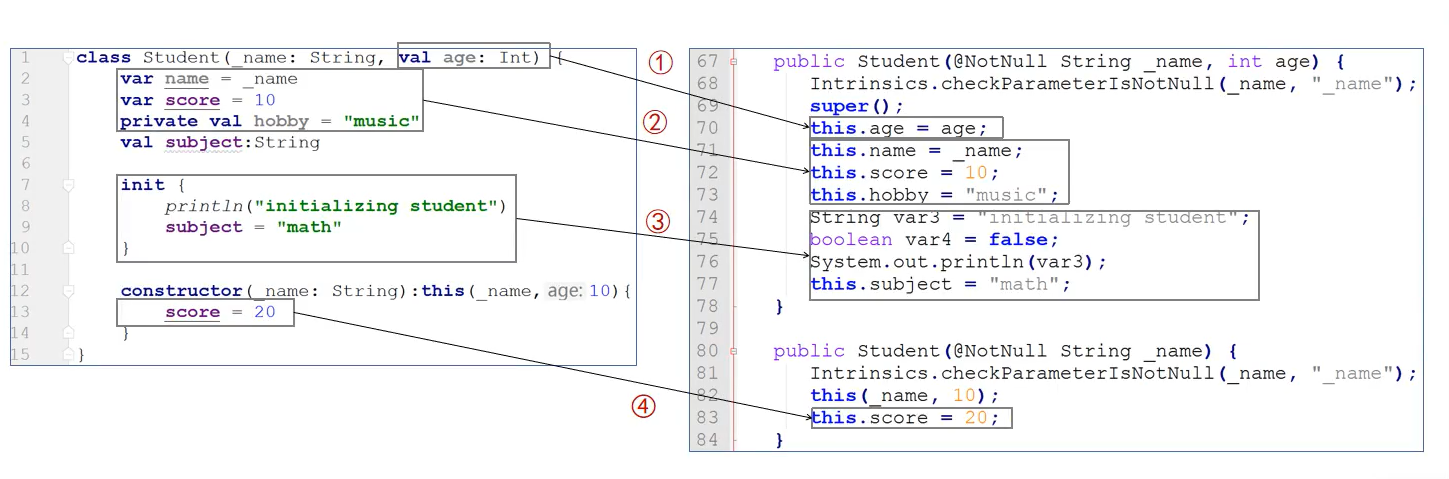 1 class Student(_name: String, val age: Int) {
2 var name = _name
3 var score = 10
4 private val hobby = "music"
5 val subject:String
6
7 init {
8 println("initializing student")
9 subject = "math"
10 }
11
12 constructor(_name: String):this(_name, age: 10){
13 score = 20
14 }
15 }
①
②
③
④
67 public Student(@NotNull String _name, int age) {
68 Intrinsics.checkParameterIsNotNull(_name, "_name");
69 super();
70 this.age = age;
71 this.name = _name;
72 this.score = 10;
73 this.hobby = "music";
74 String var3 = "initializing student";
75 boolean var4 = false;
76 System.out.println(var3);
77 this.subject = "math";
78 }
79
80 public Student(@NotNull String _name) {
81 Intrinsics.checkParameterIsNotNull(_name, "_name");
82 this(_name, 10);
83 this.score = 20;
84 }